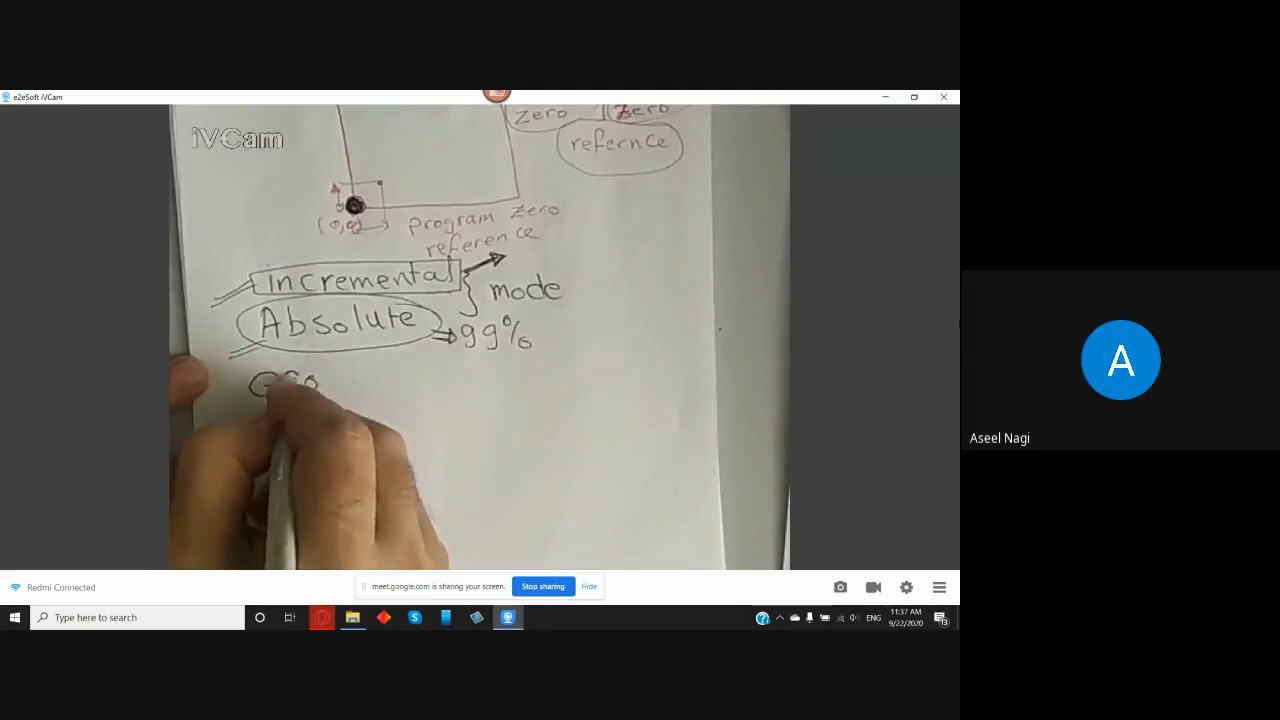 e2eSoft iVCam
iVCam
Zero
Zero
refernce
(0,0)
program Zero
reference
incremental
mode
Absolute
99%
Aseel Nagi
Redmi Connected
meet.google.com is sharing your screen.
Stop sharing
Hide
Type here to search
ENG
11:37 AM
9/22/2020
13
A